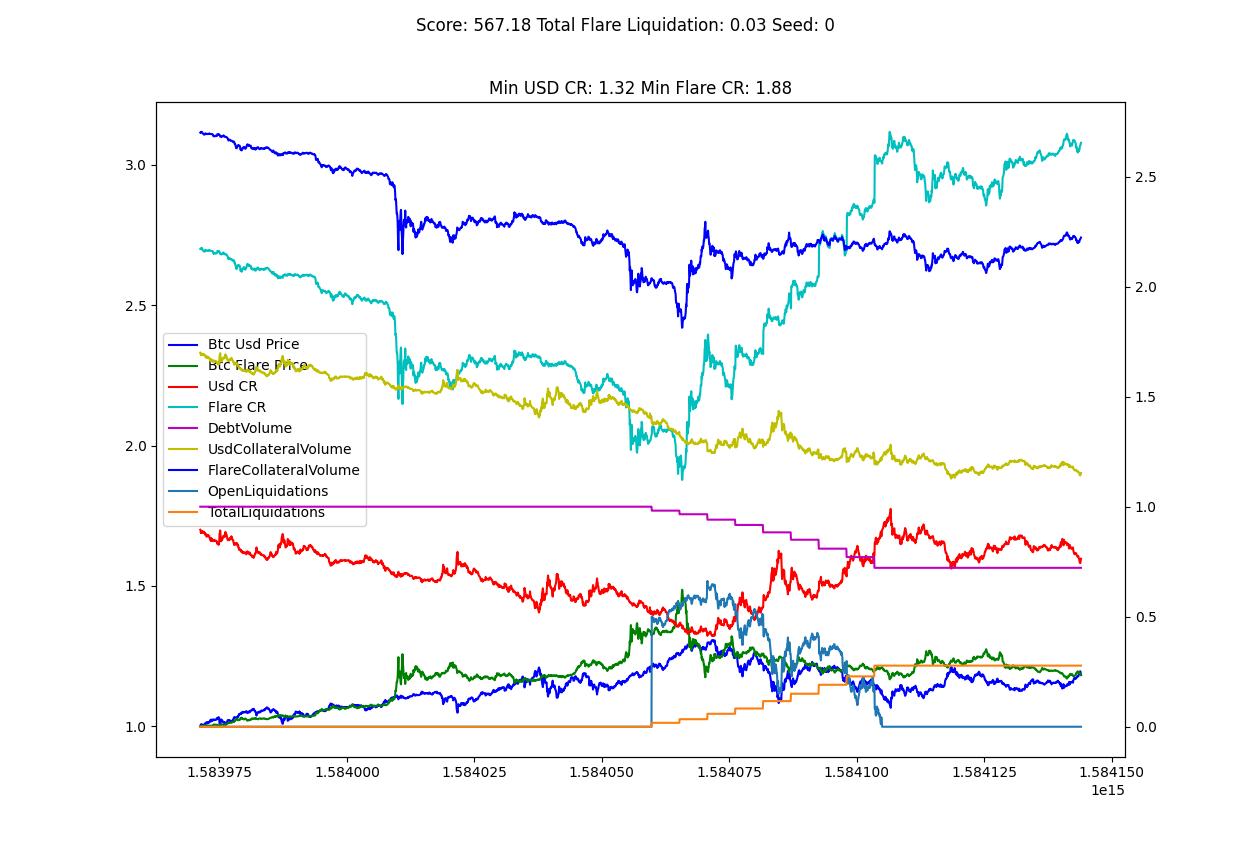 Score: 567.18 Total Flare Liquidation: 0.03 Seed: 0
Min USD CR: 1.32 Min Flare CR: 1.88
3.0
2.5
2.0
1.5
1.0
2.5
2.0
1.5
1.0
0.5
0.0
Btc Usd Price
Btc Flare Price
Usd CR
Flare CR
DebtVolume
UsdCollateralVolume
FlareCollateralVolume
OpenLiquidations
TotalLiquidations
1.583975 1.584000 1.584025 1.584050 1.584075 1.584100 1.584125 1.584150
1e15